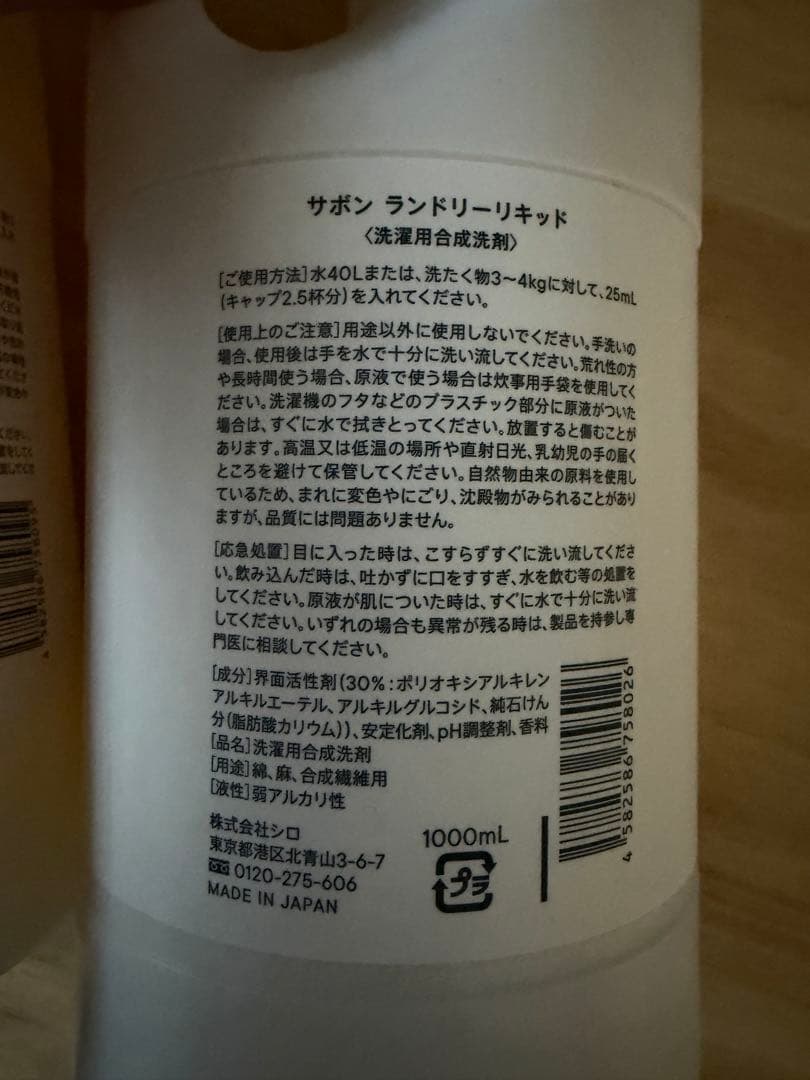 サボン ランドリーリキッド
〈洗濯用合成洗剤〉
[ご使用方法]水40Lまたは、洗たく物3〜4kgに対して、25mL
(キャップ2.5杯分)を入れてください。
[使用上のご注意]用途以外に使用しないでください。手洗いの
場合、使用後は手を水で十分に洗い流してください。荒れ性の方
や長時間使う場合、原液で使う場合は炊事用手袋を使用してく
ださい。洗濯機のフタなどのプラスチック部分に原液がついた
場合は、すぐに水で拭きとってください。放置すると傷むことが
あります。高温又は低温の場所や直射日光、乳幼児の手の届く
ところを避けて保管してください。自然物由来の原料を使用し
ているため、まれに変色やにごり、沈殿物がみられることがあり
ますが、品質には問題ありません。
[応急処置]目に入った時は、こすらずすぐに洗い流してくださ
い。飲み込んだ時は、吐かずに口をすすぎ、水を飲む等の処置を
してください。原液が肌についた時は、すぐに水で十分に洗い流
してください。いずれの場合も異常が残る時は、製品を持参し専
門医に相談してください。
[成分]界面活性剤(30%:ポリオキシアルキレン
アルキルエーテル、アルキルグルコシド、純石けん
分(脂肪酸カリウム))、安定化剤、pH調整剤、香料
[品名]洗濯用合成洗剤
[用途]綿、麻、合成繊維用
[液性]弱アルカリ性
株式会社シロ
東京都港区北青山3-6-7
0120-275-606
MADE IN JAPAN
1000mL
プラ
4 582586 758026